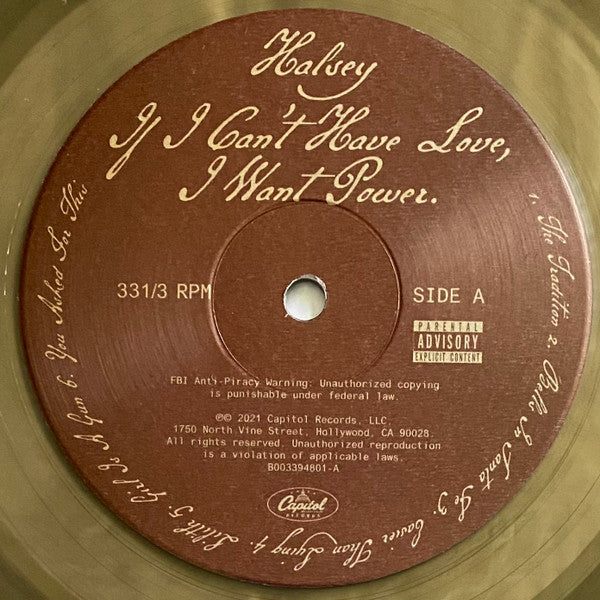 Halsey
If I Can't Have Love,
I Want Power.
331/3 RPM
SIDE A
PARENTAL
ADVISORY
EXPLICIT CONTENT
FBI Anti-Piracy Warning: Unauthorized copying
is punishable under federal law.
℗© 2021 Capitol Records, LLC.
1750 North Vine Street, Hollywood, CA 90028.
All rights reserved. Unauthorized reproduction
is a violation of applicable laws.
B003394801-A
Capitol
RECORDS
1. The Tradition 2. Bells In Santa Fe 3. Easier Than Lying 4. Lilith 5. Girl Is A Gun 6. You Asked For This